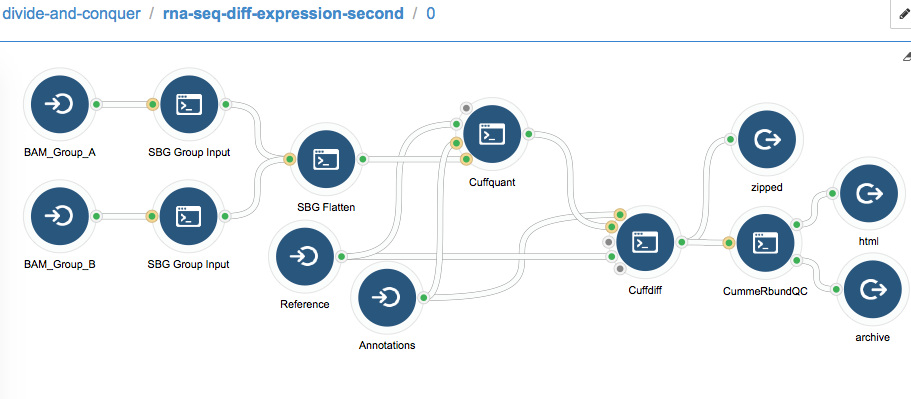 divide-and-conquer / rna-seq-diff-expression-second / 0
BAM_Group_A
SBG Group Input
BAM_Group_B
SBG Group Input
SBG Flatten
Reference
Annotations
Cuffquant
Cuffdiff
zipped
CummeRbundQC
html
archive